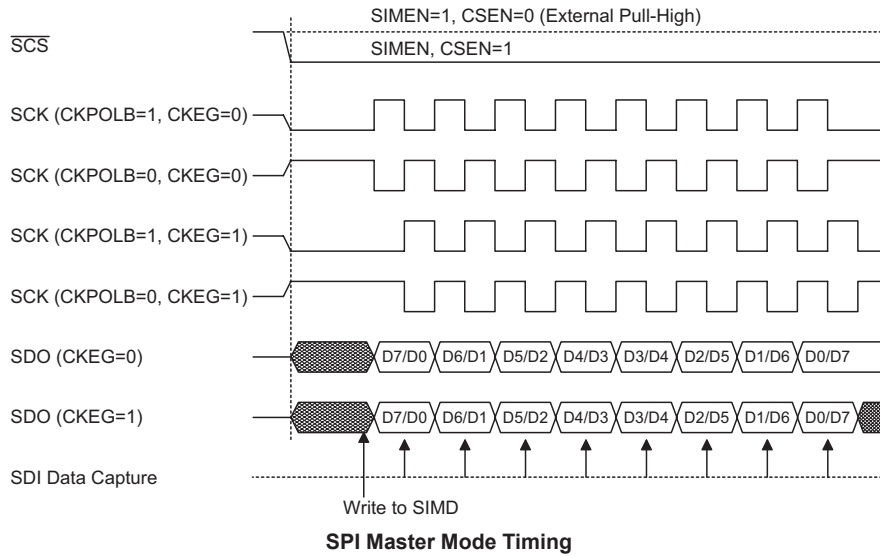 SIMEN=1, CSEN=0 (External Pull-High)
SCS
SIMEN, CSEN=1
SCK (CKPOLB=1, CKEG=0)
SCK (CKPOLB=0, CKEG=0)
SCK (CKPOLB=1, CKEG=1)
SCK (CKPOLB=0, CKEG=1)
SDO (CKEG=0) D7/D0 D6/D1 D5/D2 D4/D3 D3/D4 D2/D5 D1/D6 D0/D7
SDO (CKEG=1) D7/D0 D6/D1 D5/D2 D4/D3 D3/D4 D2/D5 D1/D6 D0/D7
SDI Data Capture
Write to SIMD
SPI Master Mode Timing